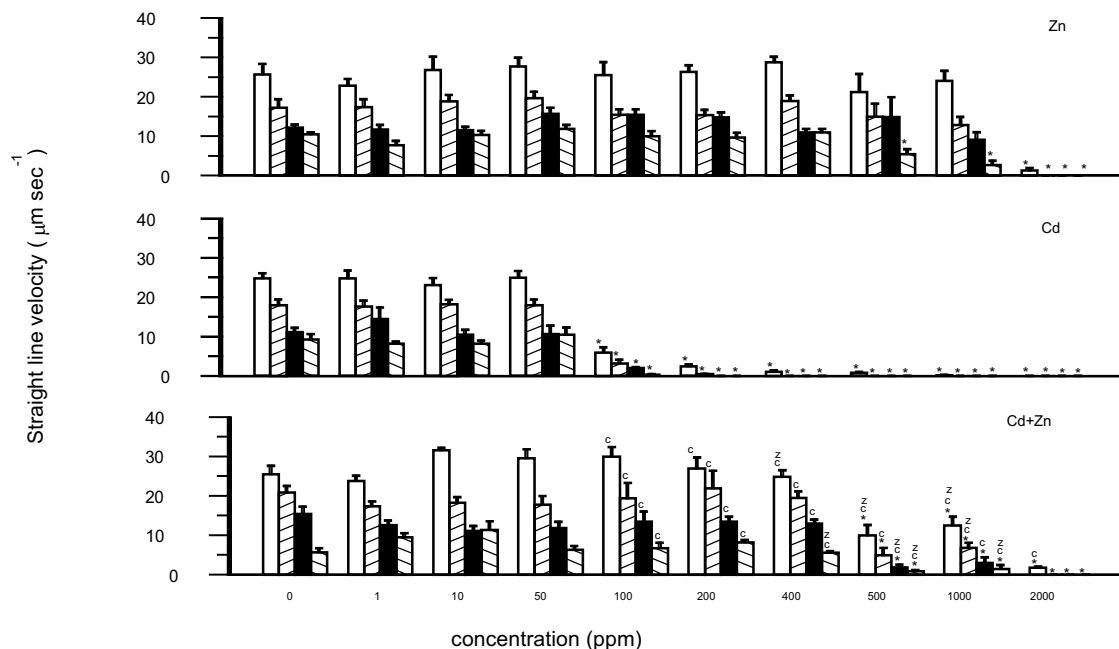 Straight line velocity ( µm sec⁻¹
40
30
20
10
0
Zn
* * * * * *
40
30
20
10
0
Cd
* * * * * * * * * * * * * * * * * * * * * * * *
40
30
20
10
0
Cd+Zn
c c c c c c c z c c c z c z c * c * z c * z c * z c * z c * c * z c * c * * * *
0 1 10 50 100 200 400 500 1000 2000
concentration (ppm)